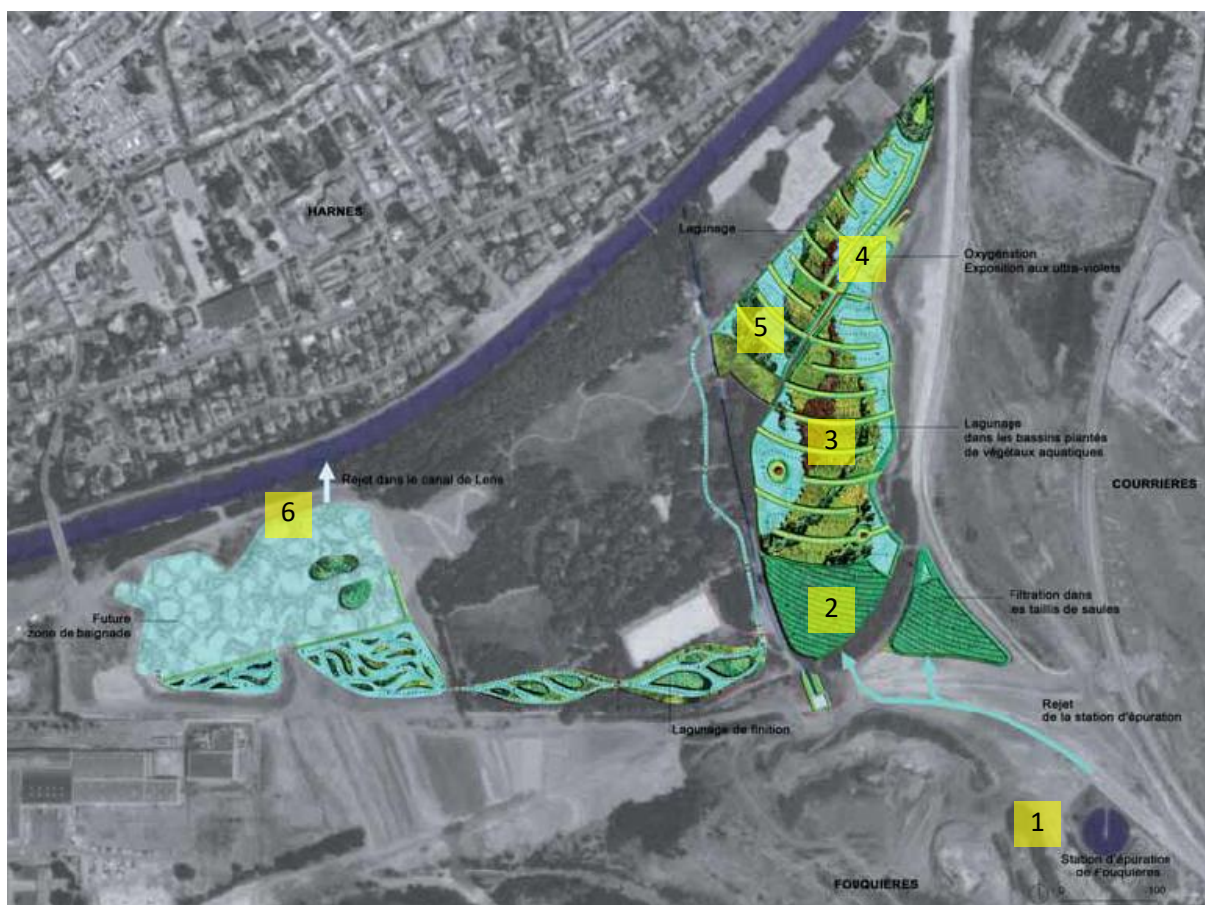 HARNES
Lagunage
4
Oxygénation
Exposition aux ultra-violets
5
3
Lagunage
dans les bassins plantés
de végétaux aquatiques
COURRIÈRES
Rejet dans le canal de Lens
6
2
Filtration dans
les taillis de saules
Future
zone de baignade
Rejet
de la station d'épuration
Lagunage de finition
1
Station d'épuration
de Fouquières
FOUQUIÈRES
0 100